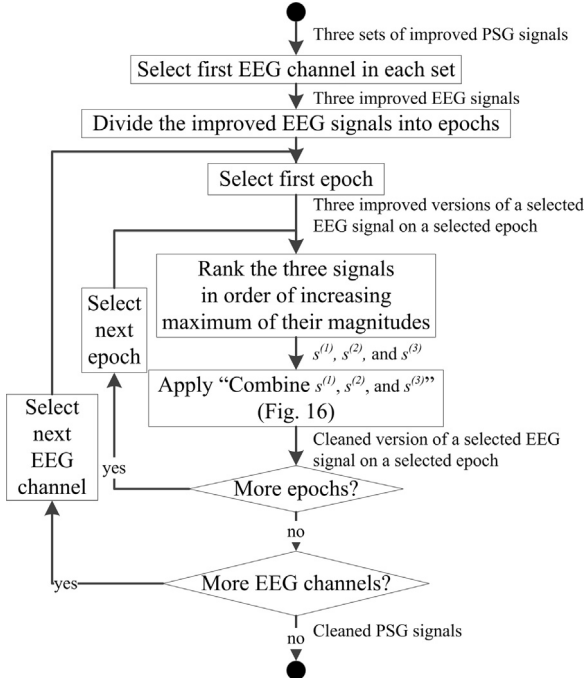 Three sets of improved PSG signals
Select first EEG channel in each set
Three improved EEG signals
Divide the improved EEG signals into epochs
Select first epoch
Three improved versions of a selected
EEG signal on a selected epoch
Rank the three signals
in order of increasing
maximum of their magnitudes
Select
next
epoch
s(1), s(2), and s(3)
Apply “Combine s(1), s(2), and s(3)”
(Fig. 16)
Select
next
EEG
channel
Cleaned version of a selected EEG
signal on a selected epoch
yes
More epochs?
no
yes
More EEG channels?
no
Cleaned PSG signals